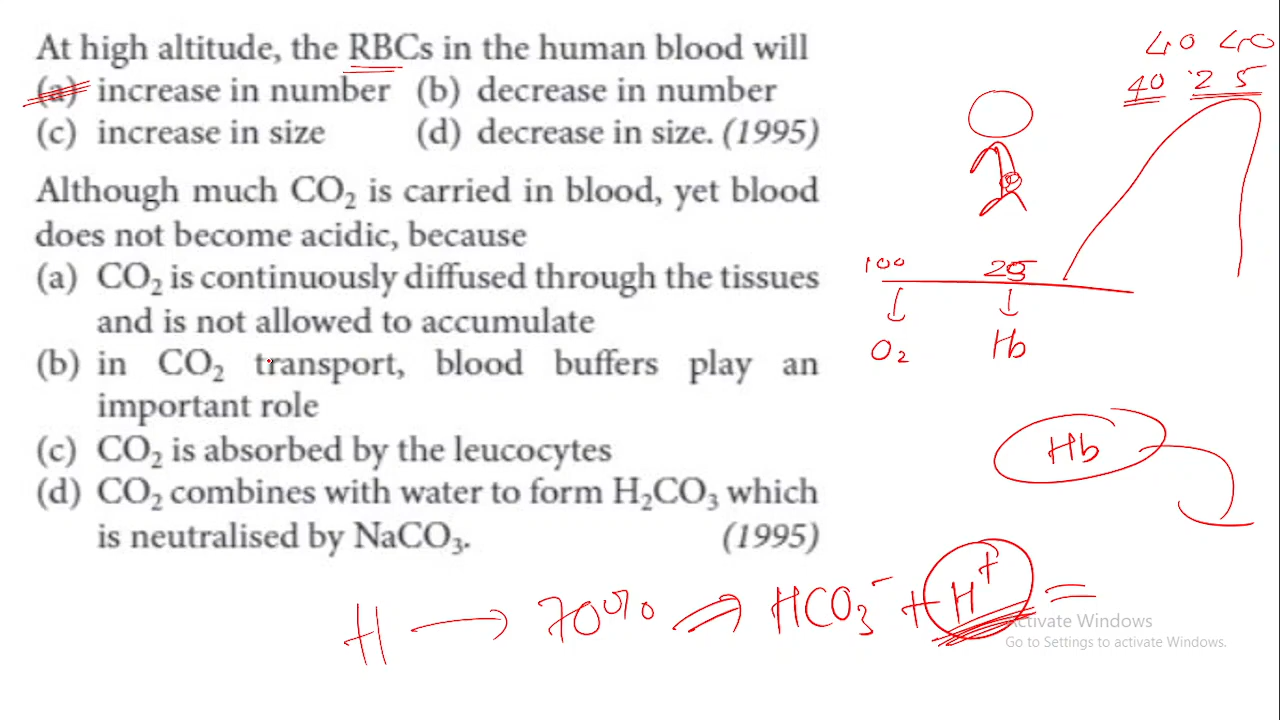 At high altitude, the RBCs in the human blood will
(a) increase in number (b) decrease in number
(c) increase in size (d) decrease in size. (1995)
Although much CO₂ is carried in blood, yet blood
does not become acidic, because
(a) CO₂ is continuously diffused through the tissues
and is not allowed to accumulate
(b) in CO₂ transport, blood buffers play an
important role
(c) CO₂ is absorbed by the leucocytes
(d) CO₂ combines with water to form H₂CO₃ which
is neutralised by NaCO₃. (1995)
40 40
40 25
100 25
O₂ Hb
Hb
H → 70% → HCO₃⁻ + H⁺ =
Activate Windows
Go to Settings to activate Windows.